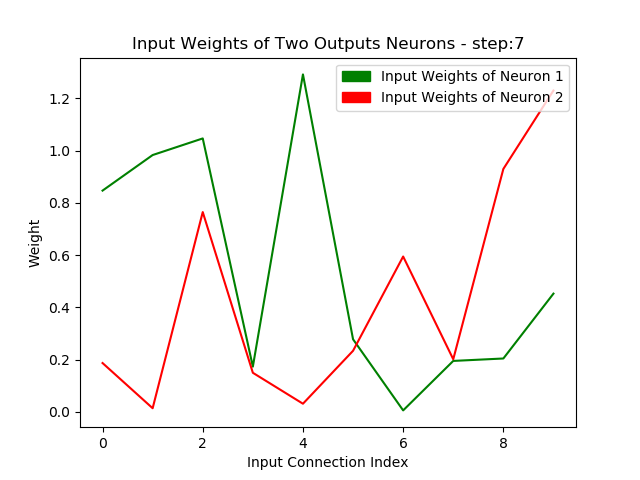 Input Weights of Two Outputs Neurons - step:7
Input Weights of Neuron 1
Input Weights of Neuron 2
Weight
1.2
1.0
0.8
0.6
0.4
0.2
0.0
0 2 4 6 8
Input Connection Index